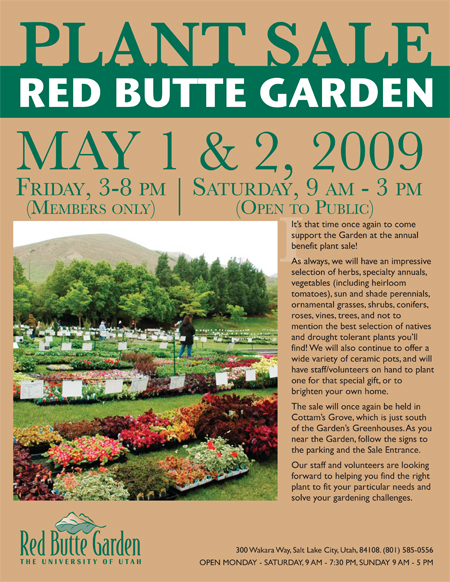 PLANT SALE
RED BUTTE GARDEN
MAY 1 & 2, 2009
FRIDAY, 3-8 PM | SATURDAY, 9 AM - 3 PM
(MEMBERS ONLY) (OPEN TO PUBLIC)
It's that time once again to come
support the Garden at the annual
benefit plant sale!
As always, we will have an impressive
selection of herbs, specialty annuals,
vegetables (including heirloom
tomatoes), sun and shade perennials,
ornamental grasses, shrubs, conifers,
roses, vines, trees, and not to
mention the best selection of natives
and drought tolerant plants you'll
find! We will also continue to offer a
wide variety of ceramic pots, and will
have staff/volunteers on hand to plant
one for that special gift, or to
brighten your own home.
The sale will once again be held in
Cottam's Grove, which is just south
of the Garden's Greenhouses. As you
near the Garden, follow the signs to
the parking and the Sale Entrance.
Our staff and volunteers are looking
forward to helping you find the right
plant to fit your particular needs and
solve your gardening challenges.
Red Butte Garden
THE UNIVERSITY OF UTAH
300 Wakara Way, Salt Lake City, Utah, 84108. (801) 585-0556
OPEN MONDAY - SATURDAY, 9 AM - 7:30 PM, SUNDAY 9 AM - 5 PM